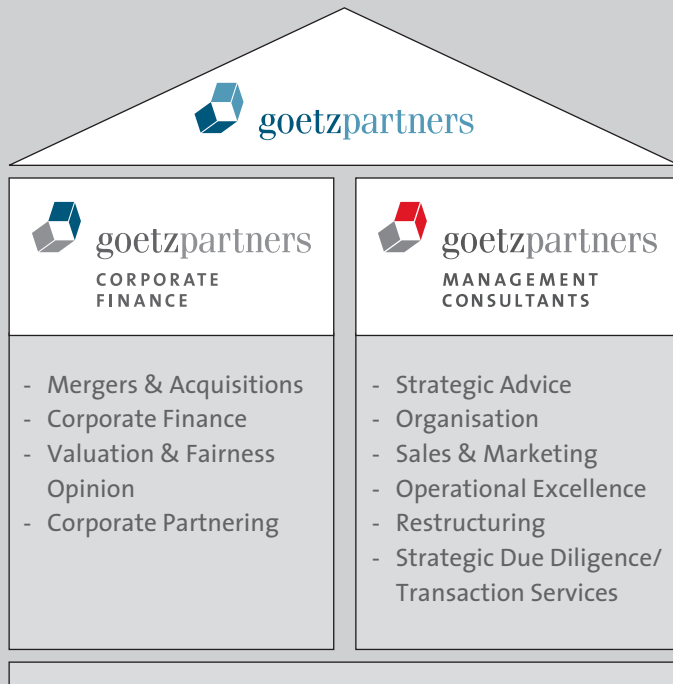 goetzpartners
goetzpartners
CORPORATE
FINANCE
- Mergers & Acquisitions
- Corporate Finance
- Valuation & Fairness
Opinion
- Corporate Partnering
goetzpartners
MANAGEMENT
CONSULTANTS
- Strategic Advice
- Organisation
- Sales & Marketing
- Operational Excellence
- Restructuring
- Strategic Due Diligence/
Transaction Services